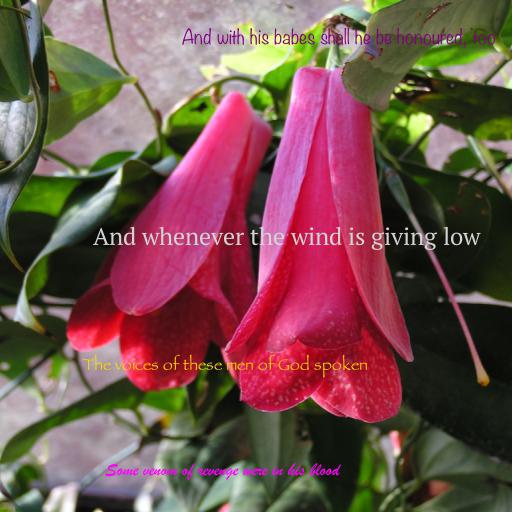 And with his babes shall he be honoured, too
And whenever the wind is giving low
The voices of these men of God spoken
Some venom of revenge were in his blood